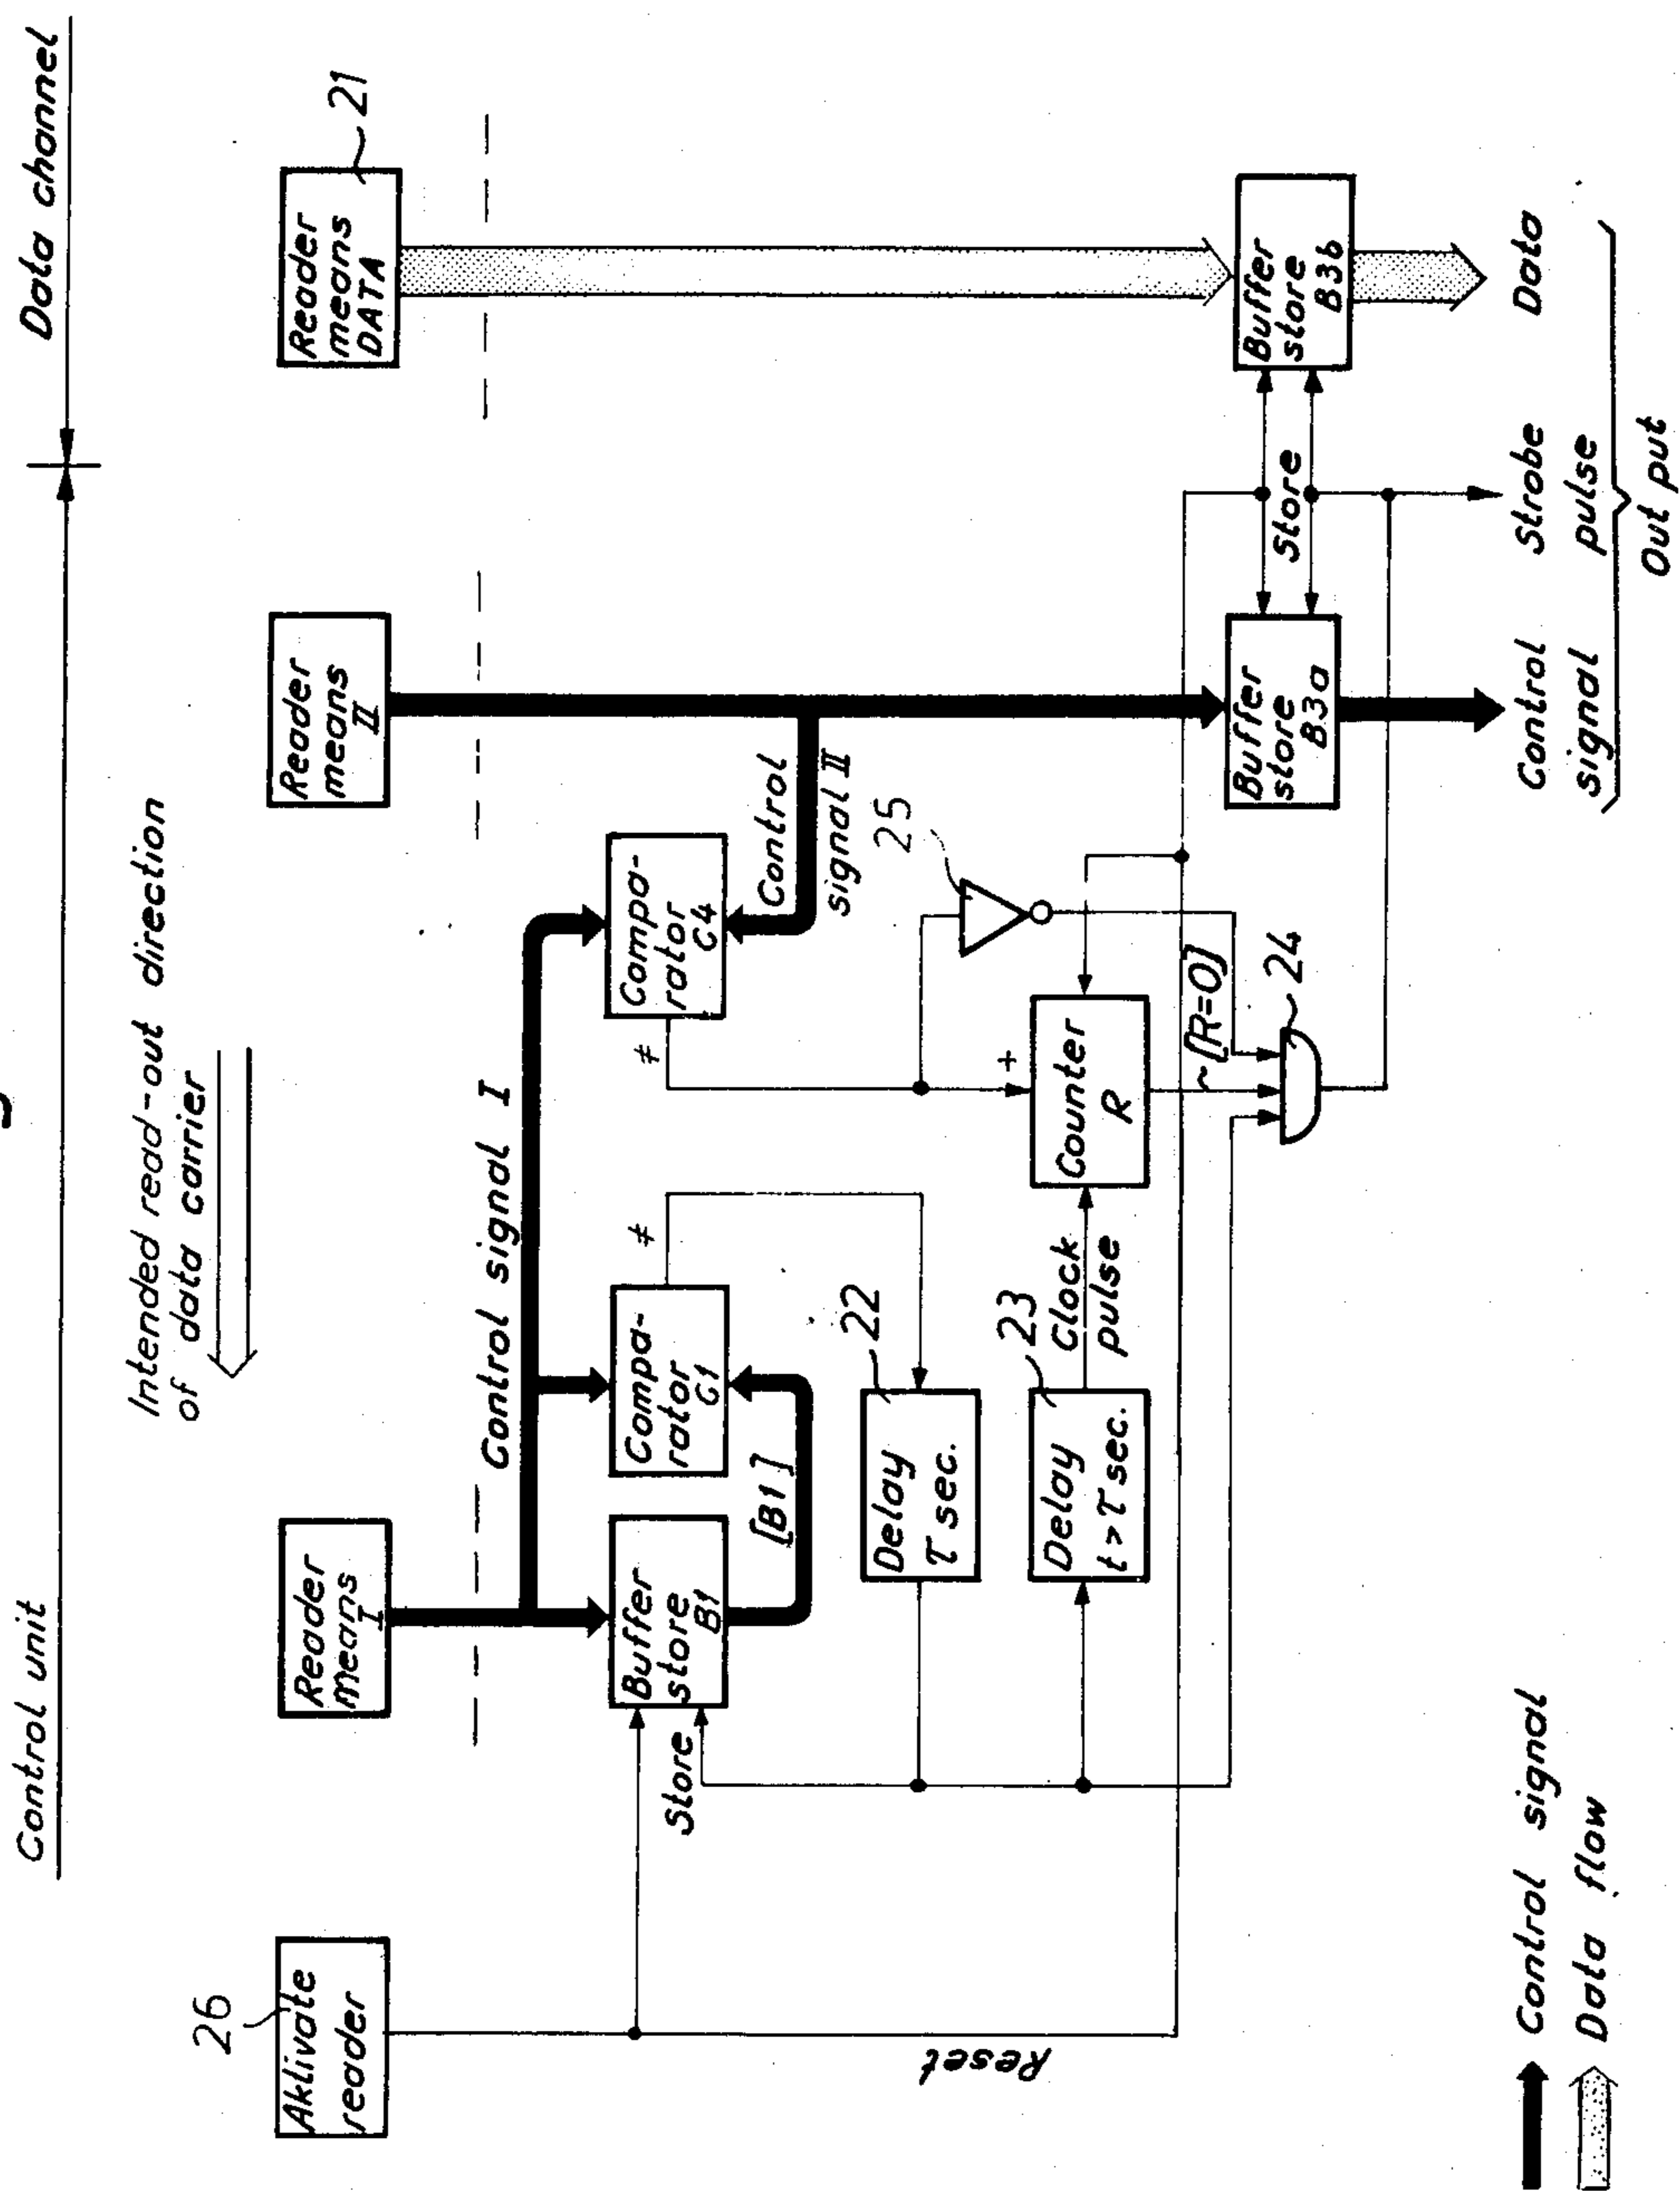 Control unit
Data channel
Intended read-out direction
of data carrier
26
Aklivate
reader
Reader
means
I
Reader
means
II
Reader
means
DATA
21
Control signal I
Buffer
store
B1
Store
[B1]
Compa-
rator
C1
≠
Compa-
rator
C4
≠
Control
signal II
22
Delay
τ sec.
23
Delay
t > τ sec.
Clock
pulse
Counter
R
+
25
~[R=0]
24
Reset
Buffer
store
B3a
Store
Buffer
store
B3b
Control
signal
Strobe
pulse
Data
Out put
Control signal
Data flow